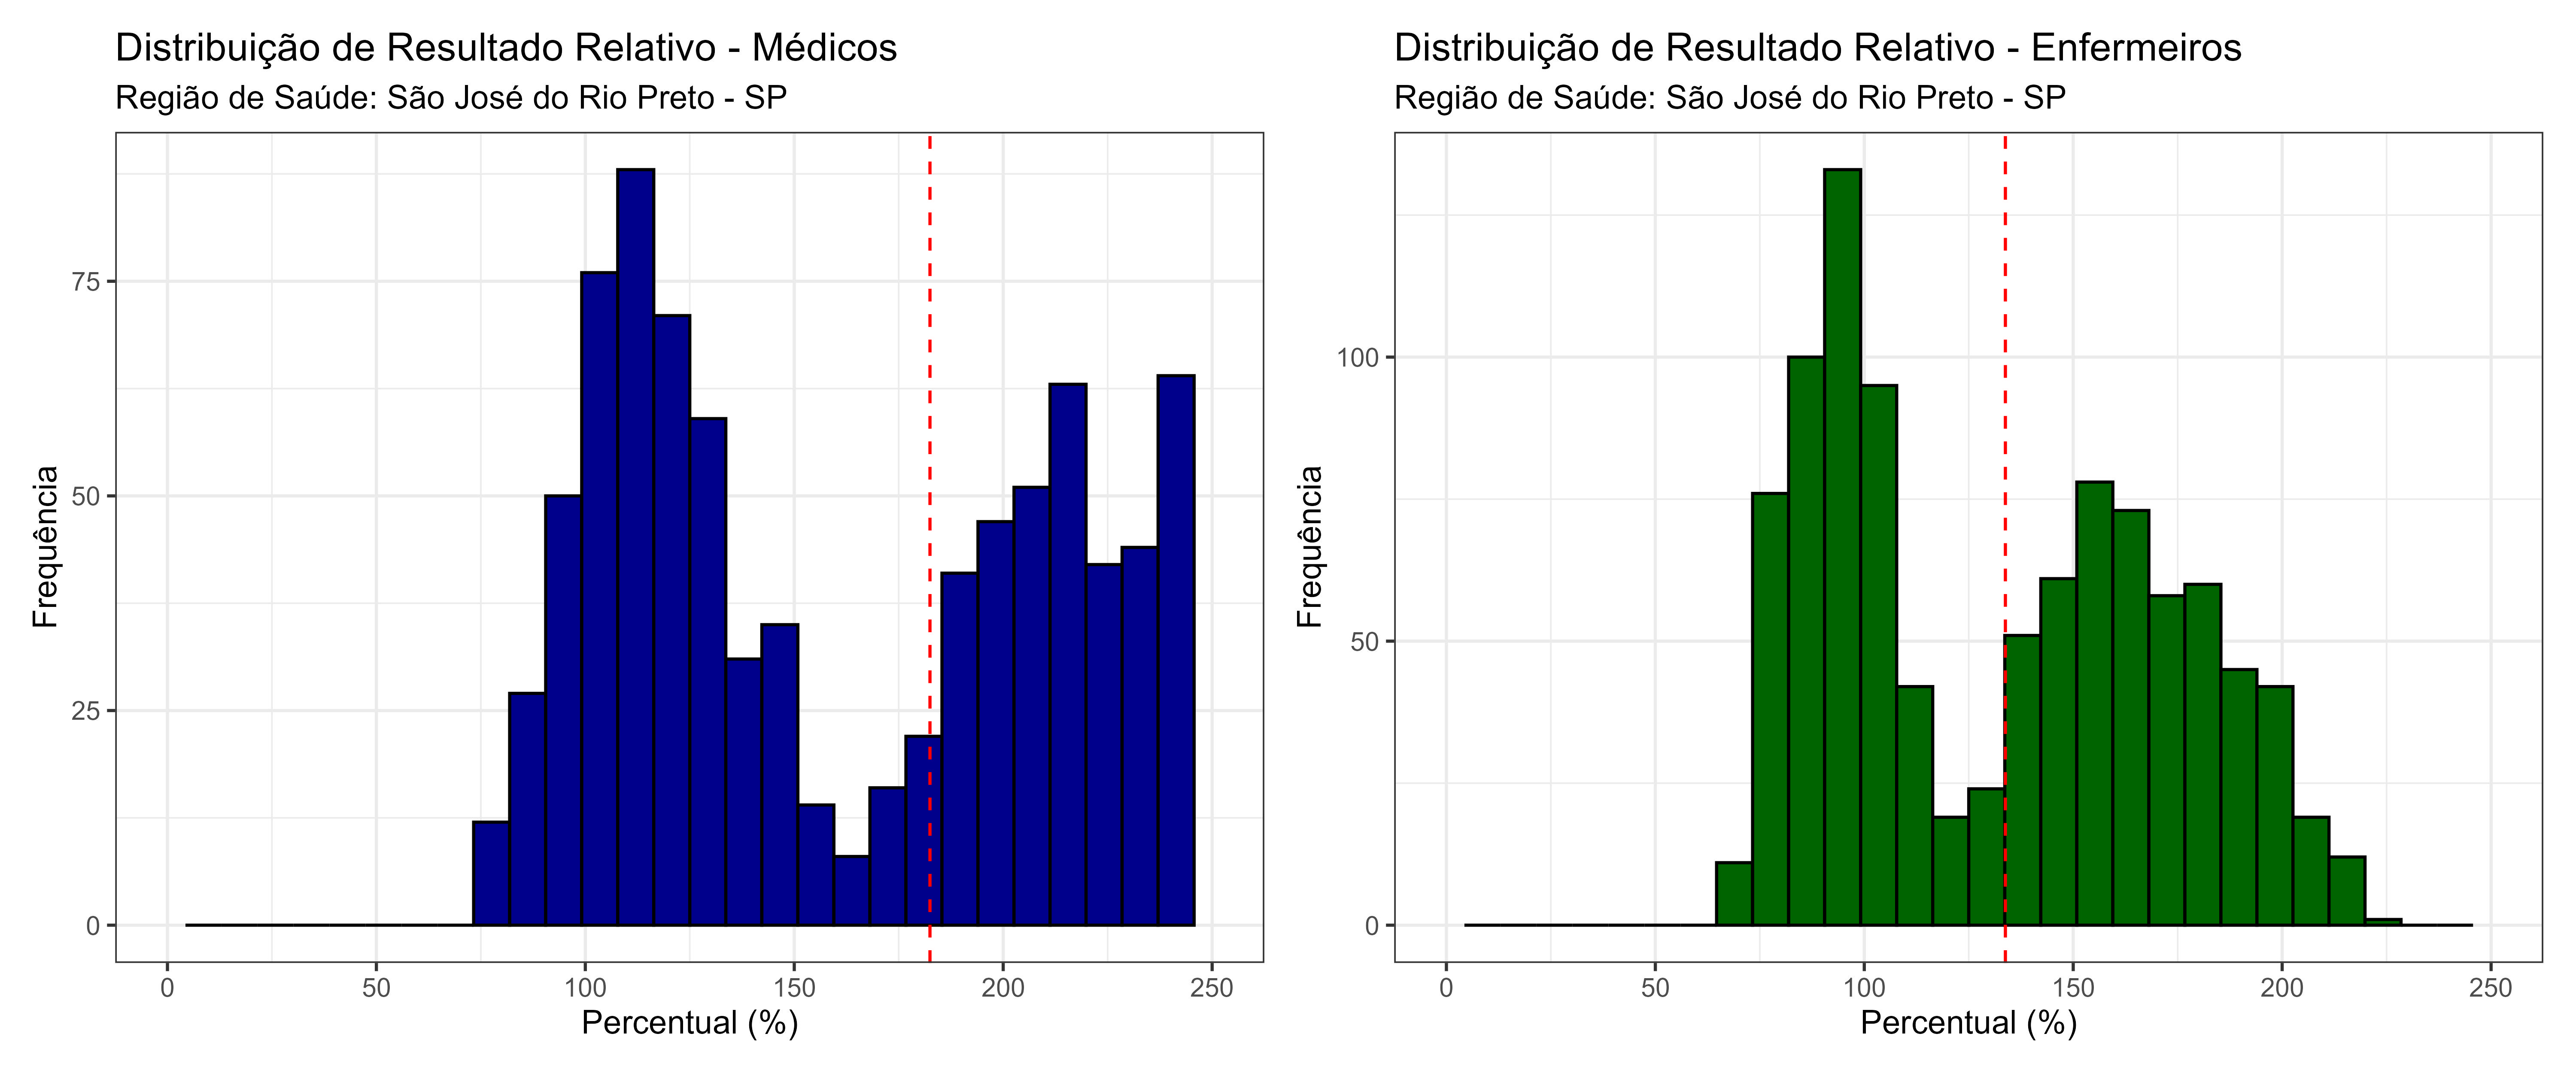 Distribuição de Resultado Relativo - Médicos
Região de Saúde: São José do Rio Preto - SP
Frequência
75
50
25
0
0 50 100 150 200 250
Percentual (%)
Distribuição de Resultado Relativo - Enfermeiros
Região de Saúde: São José do Rio Preto - SP
Frequência
100
50
0
0 50 100 150 200 250
Percentual (%)